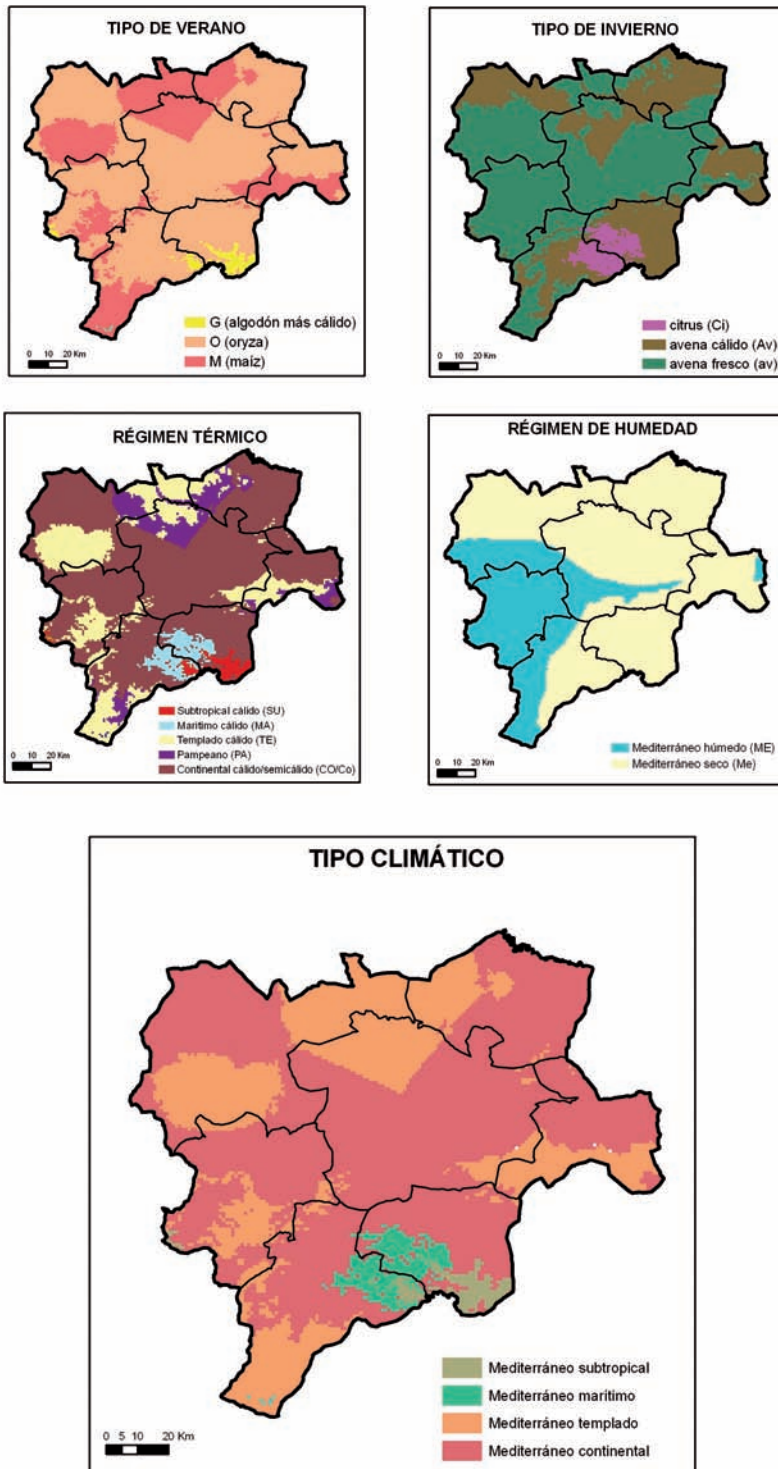 TIPO DE VERANO
G (algodón más cálido)
O (oryza)
M (maíz)
0 10 20 Km
TIPO DE INVIERNO
citrus (Ci)
avena cálido (Av)
avena fresco (av)
0 10 20 Km
RÉGIMEN TÉRMICO
Subtropical cálido (SU)
Marítimo cálido (MA)
Templado cálido (TE)
Pampeano (PA)
Continental cálido/semicálido (CO/Co)
0 10 20 Km
RÉGIMEN DE HUMEDAD
Mediterráneo húmedo (ME)
Mediterráneo seco (Me)
0 10 20 Km
TIPO CLIMÁTICO
Mediterráneo subtropical
Mediterráneo marítimo
Mediterráneo templado
Mediterráneo continental
0 5 10 20 Km